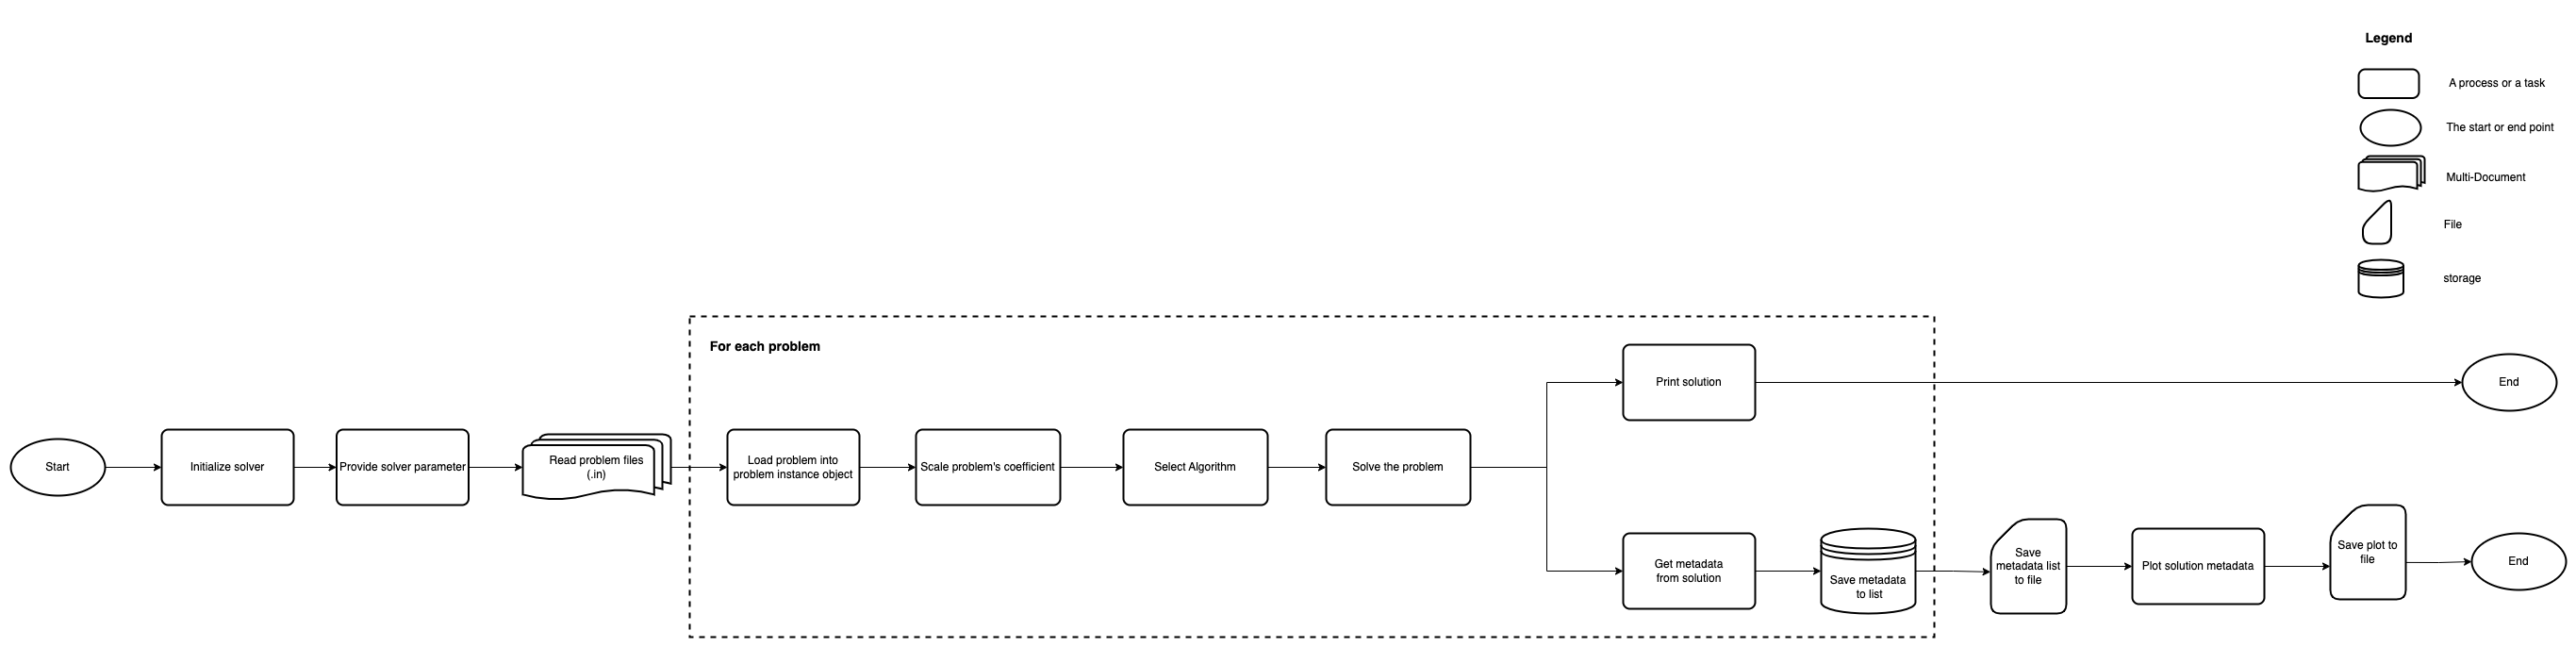 Legend
A process or a task
The start or end point
Multi-Document
File
storage
For each problem
Start
Initialize solver
Provide solver parameter
Read problem files
(.in)
Load problem into
problem instance object
Scale problem's coefficient
Select Algorithm
Solve the problem
Print solution
End
Get metadata
from solution
Save metadata
to list
Save
metadata list
to file
Plot solution metadata
Save plot to
file
End